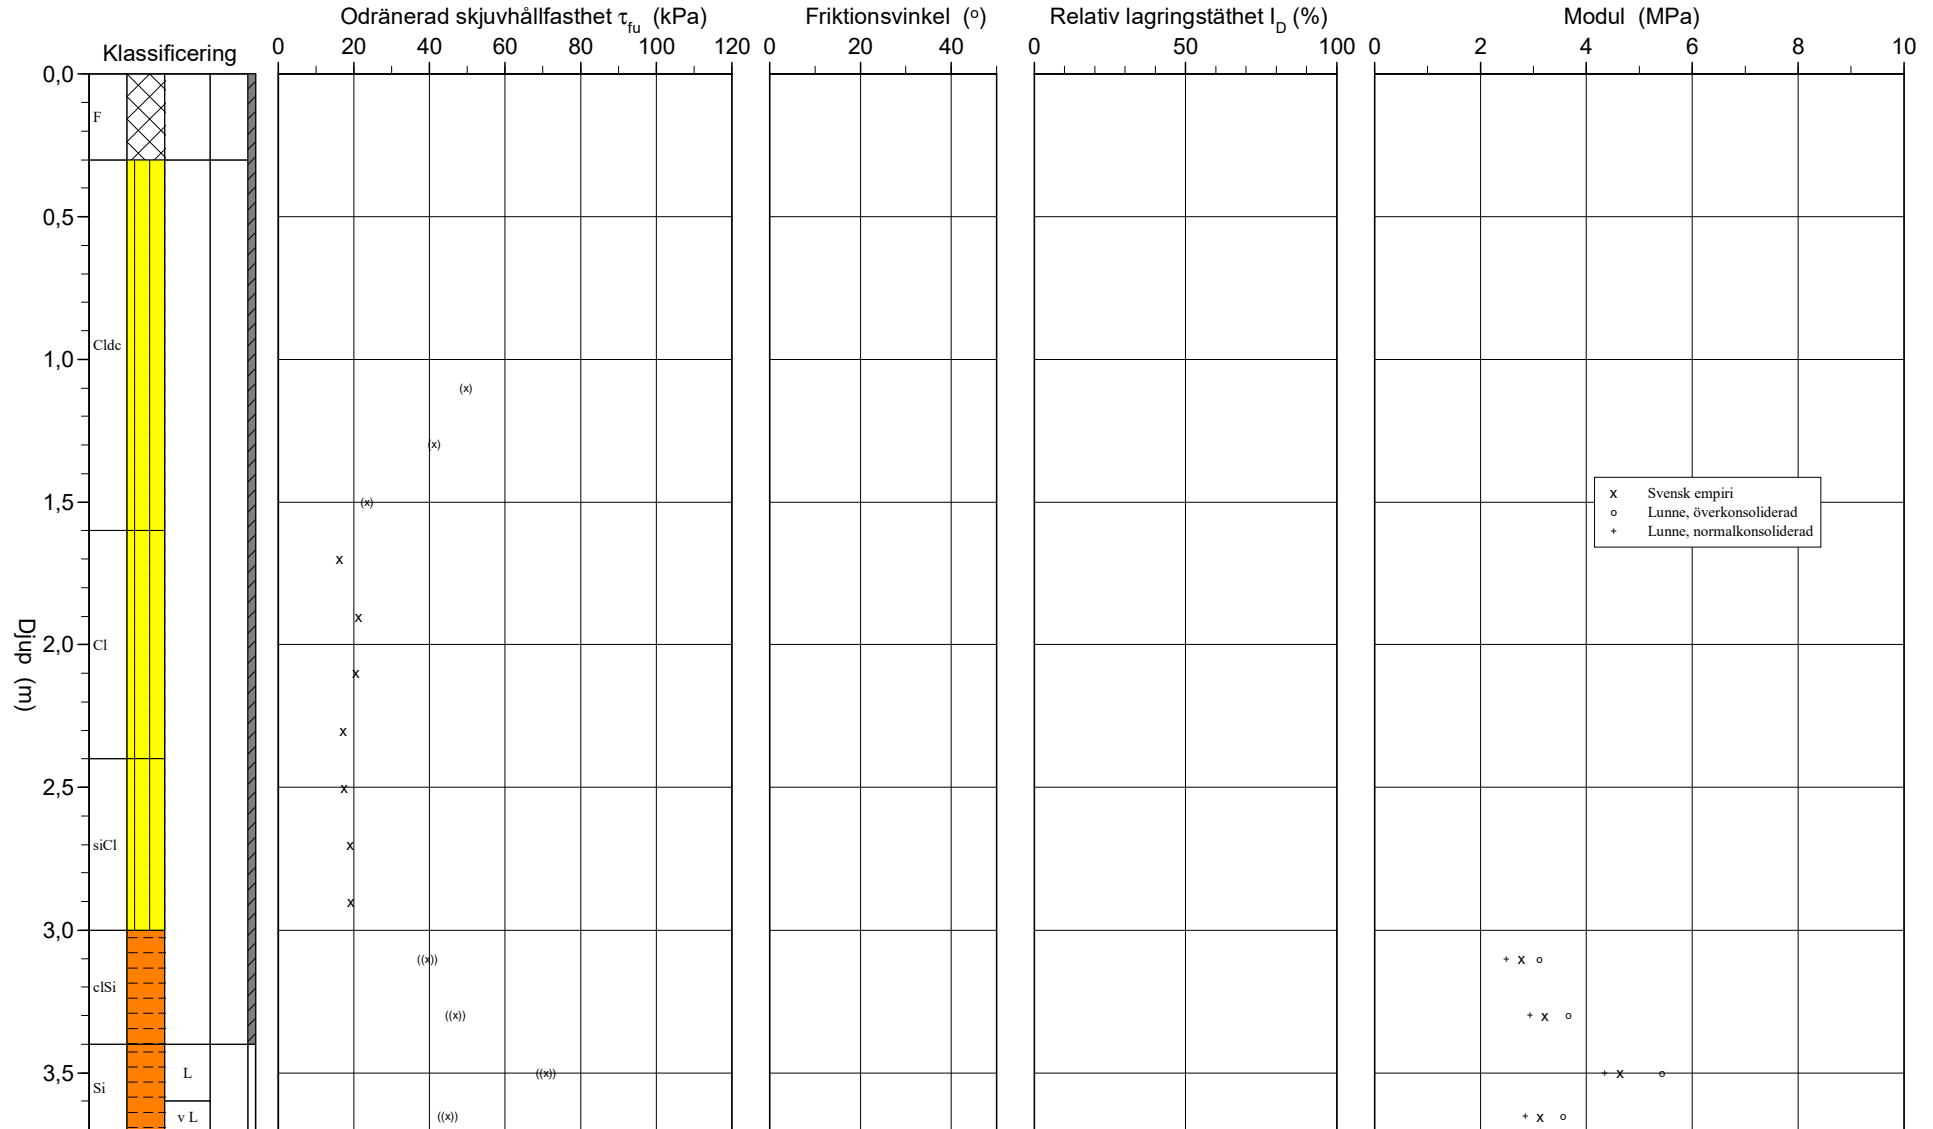 Odränerad skjuvhållfasthet τfu (kPa)
Friktionsvinkel (o)
Relativ lagringstäthet ID (%)
Modul (MPa)
Klassificering
0 20 40 60 80 100 120
0 20 40
0 50 100
0 2 4 6 8 10
0,0
F
0,5
Cldc
1,0
(x)
(x)
1,5
(x)
x Svensk empiri
o Lunne, överkonsoliderad
+ Lunne, normalkonsoliderad
x
x
Djup (m)
2,0
Cl
x
x
2,5
x
siCl
x
x
3,0
((x))
+ x o
clSi
((x))
+ x o
3,5
L
((x))
+ x o
Si
v L
((x))
+ x o